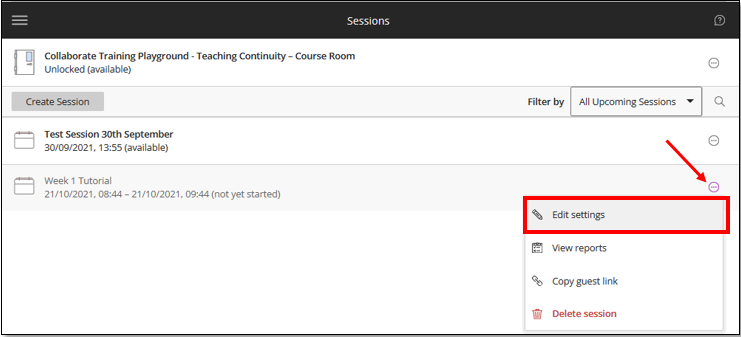 Sessions
Collaborate Training Playground - Teaching Continuity – Course Room
Unlocked (available)
Create Session
Filter by
All Upcoming Sessions
Test Session 30th September
30/09/2021, 13:55 (available)
Week 1 Tutorial
21/10/2021, 08:44 – 21/10/2021, 09:44 (not yet started)
Edit settings
View reports
Copy guest link
Delete session